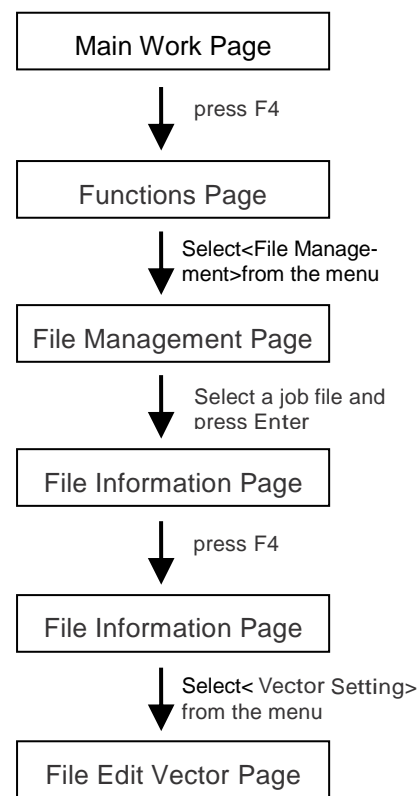 Main Work Page
press F4
Functions Page
Select<File Manage-
ment>from the menu
File Management Page
Select a job file and
press Enter
File Information Page
press F4
File Information Page
Select< Vector Setting>
from the menu
File Edit Vector Page